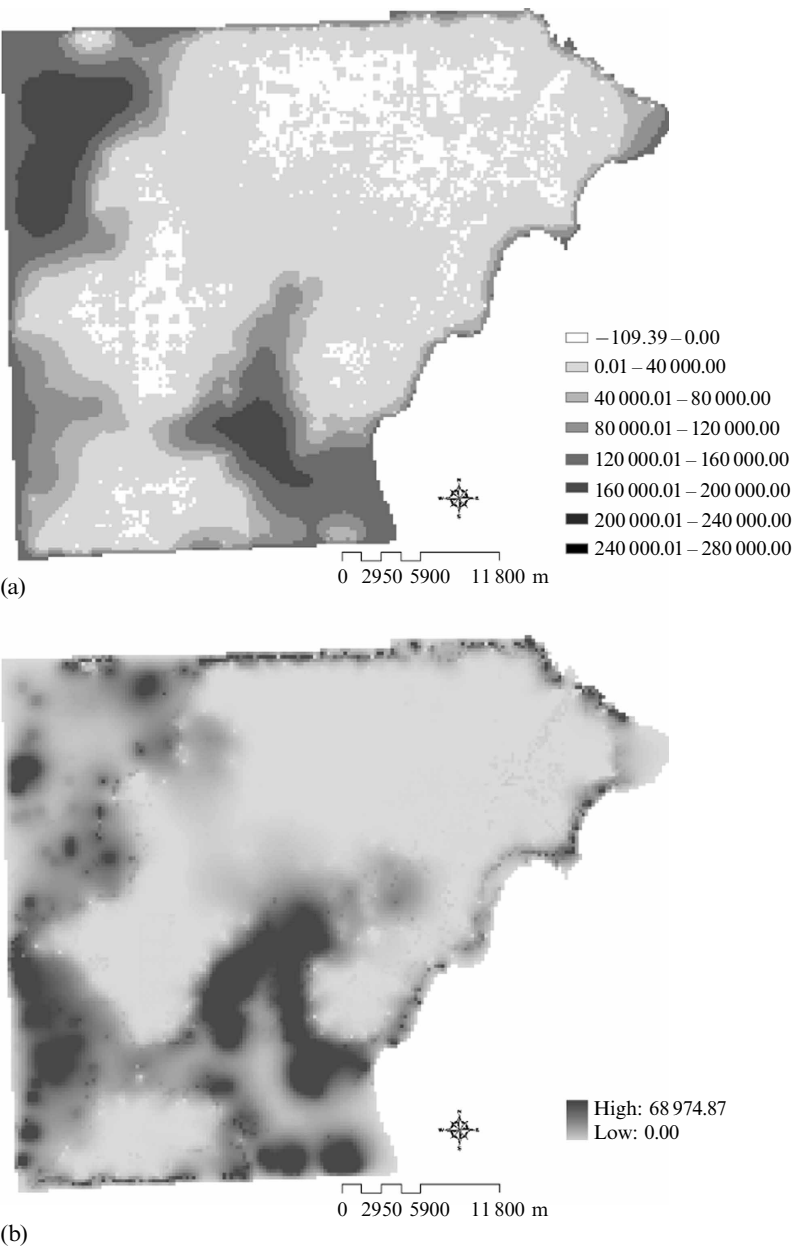 −109.39 – 0.00
0.01 – 40 000.00
40 000.01 – 80 000.00
80 000.01 – 120 000.00
120 000.01 – 160 000.00
160 000.01 – 200 000.00
200 000.01 – 240 000.00
240 000.01 – 280 000.00
0 2950 5900 11 800 m
(a)
High: 68 974.87
Low: 0.00
0 2950 5900 11 800 m
(b)